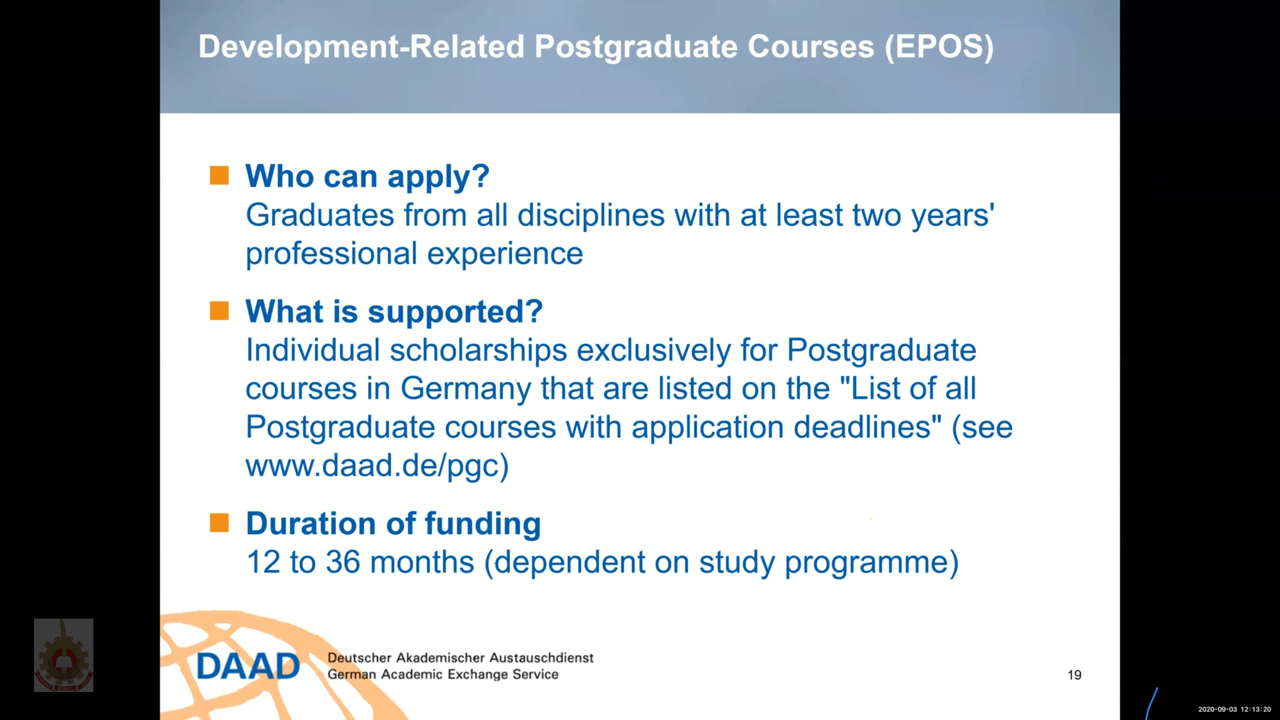 Development-Related Postgraduate Courses (EPOS)
Who can apply?
Graduates from all disciplines with at least two years'
professional experience
What is supported?
Individual scholarships exclusively for Postgraduate
courses in Germany that are listed on the "List of all
Postgraduate courses with application deadlines" (see
www.daad.de/pgc)
Duration of funding
12 to 36 months (dependent on study programme)
DAAD
Deutscher Akademischer Austauschdienst
German Academic Exchange Service
19
2020-09-03 12:13:20